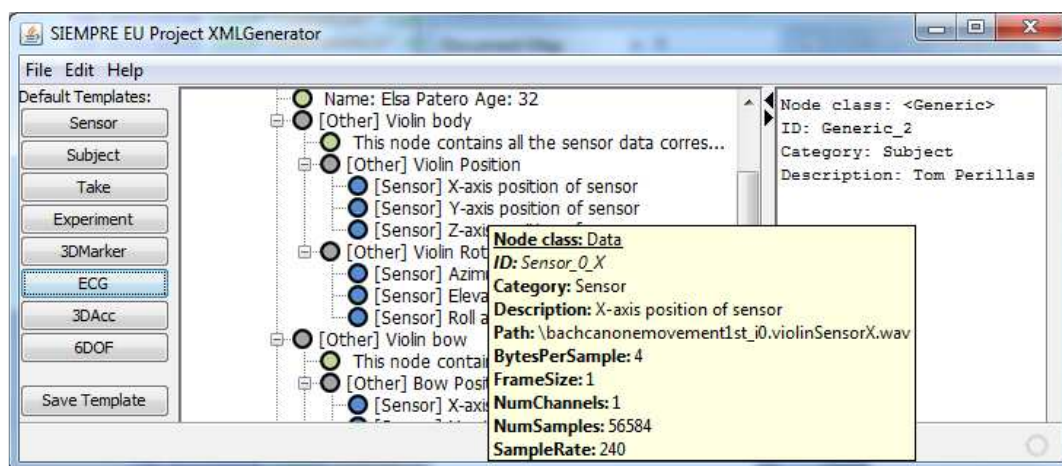 SIEMPRE EU Project XMLGenerator
File Edit Help
Default Templates:
Sensor
Subject
Take
Experiment
3DMarker
ECG
3DAcc
6DOF
Save Template
Name: Elsa Patero Age: 32
[Other] Violin body
This node contains all the sensor data corres...
[Other] Violin Position
[Sensor] X-axis position of sensor
[Sensor] Y-axis position of sensor
[Sensor] Z-axis
[Other] Violin Rot
[Sensor] Azim
[Sensor] Eleva
[Sensor] Roll a
[Other] Violin bow
This node contai
[Other] Bow Posit
[Sensor] X-axis
Node class: Data
ID: Sensor_0_X
Category: Sensor
Description: X-axis position of sensor
Path: \bachcanonemovement1st_i0.violinSensorX.wav
BytesPerSample: 4
FrameSize: 1
NumChannels: 1
NumSamples: 56584
SampleRate: 240
Node class: <Generic>
ID: Generic_2
Category: Subject
Description: Tom Perillas